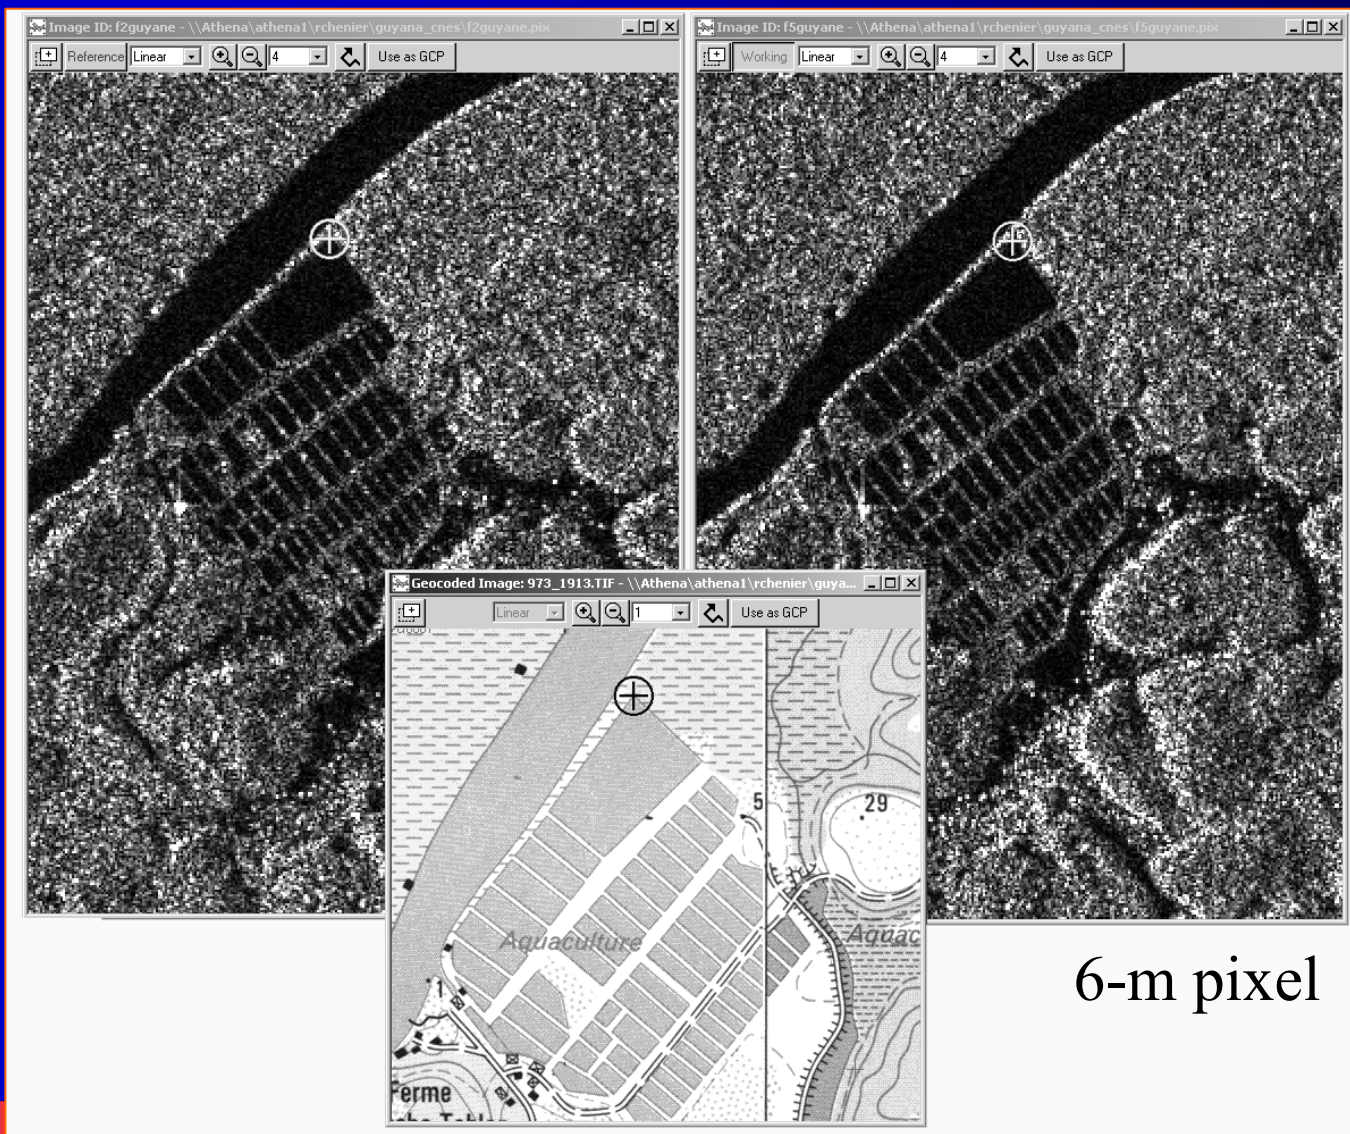 Image ID: f2guyane - \\Athena\athena1\rchenier\guyana_cnes\f2guyane.pix
Reference Linear 4 Use as GCP
Image ID: f5guyane - \\Athena\athena1\rchenier\guyana_cnes\f5guyane.pix
Working Linear 4 Use as GCP
Geocoded Image: 973_1913.TIF - \\Athena\athena1\rchenier\guya...
Linear 1 Use as GCP
5
29
Aquaculture
Aquac
1
Ferme
6-m pixel